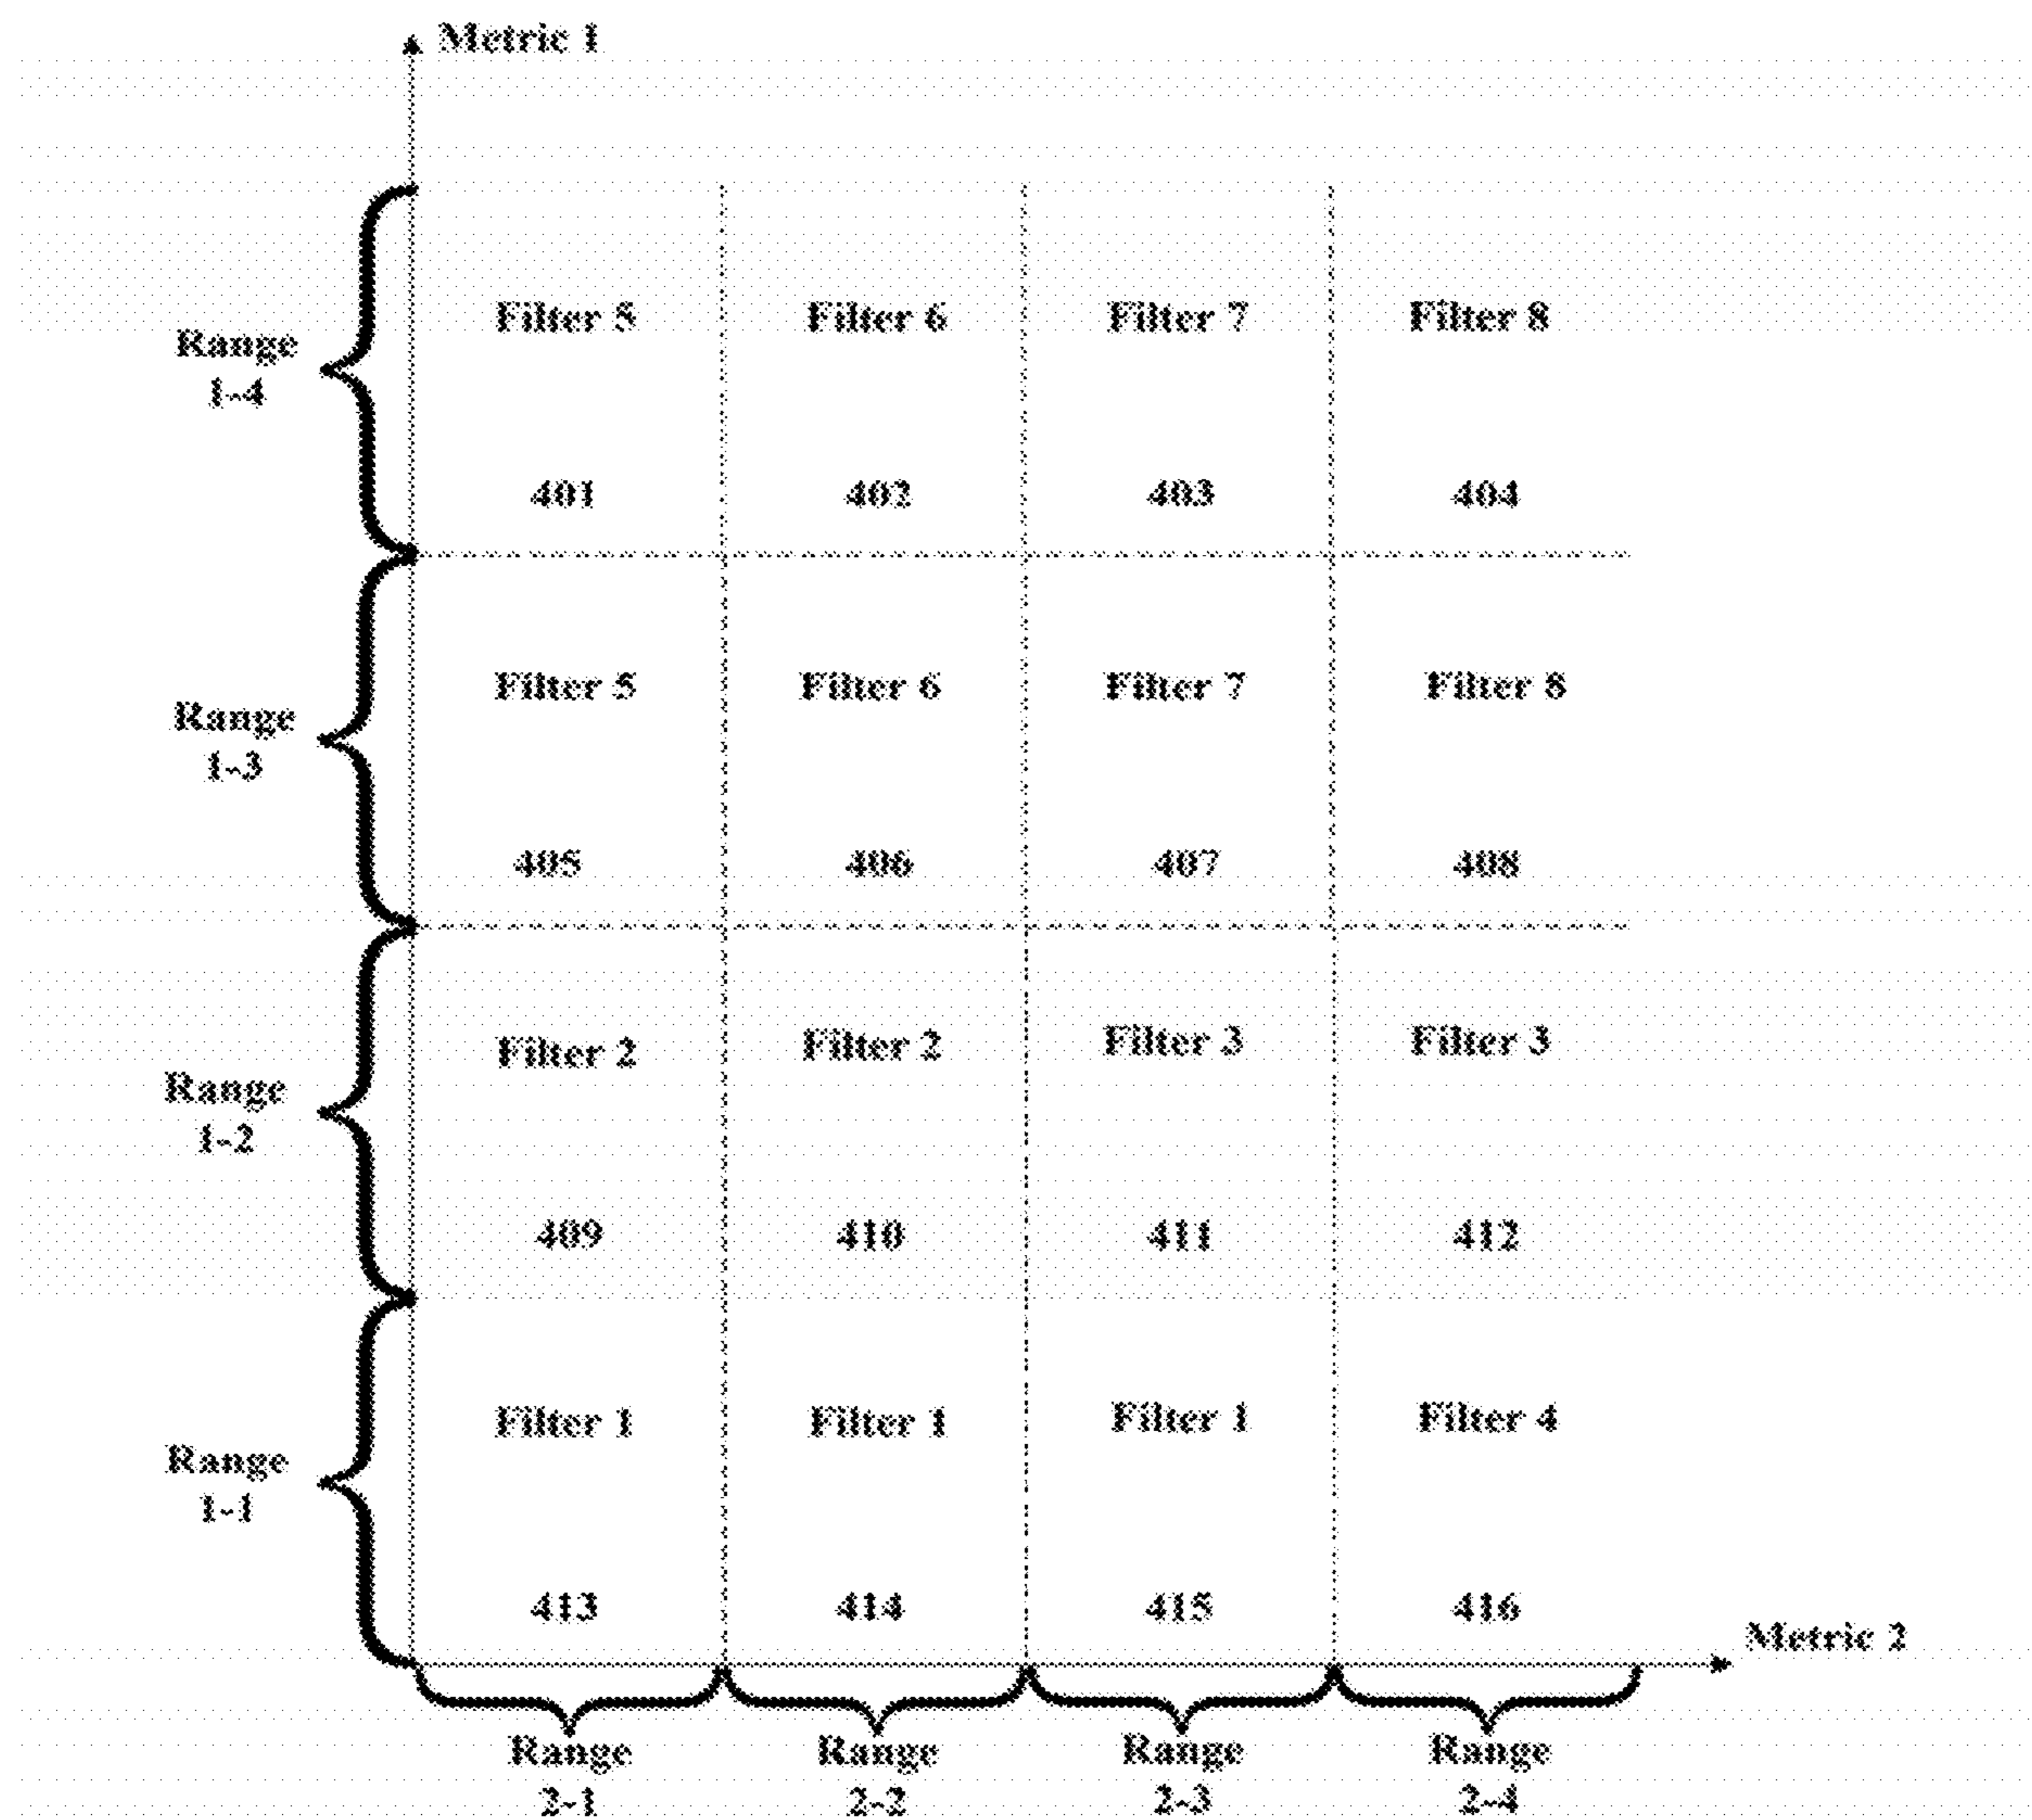 Metric 1
Filter 5
Filter 6
Filter 7
Filter 8
Range
1-4
401
402
403
404
Filter 5
Filter 6
Filter 7
Filter 8
Range
1-3
405
406
407
408
Filter 2
Filter 2
Filter 3
Filter 3
Range
1-2
409
410
411
412
Filter 1
Filter 1
Filter 1
Filter 4
Range
1-1
413
414
415
416
Metric 2
Range
2-1
Range
2-2
Range
2-3
Range
2-4